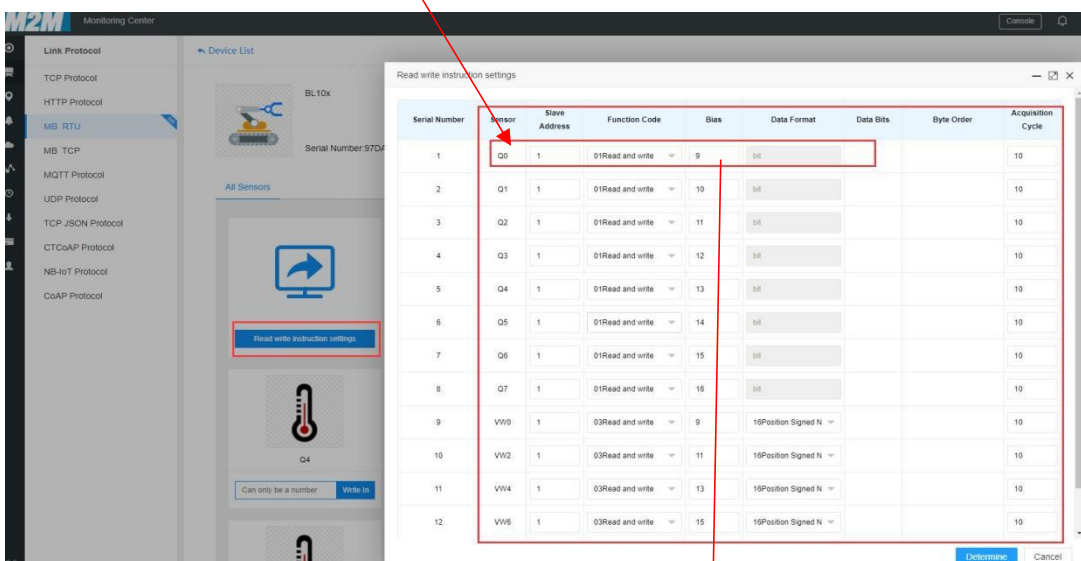 M2M Monitoring Center Console
Link Protocol
TCP Protocol
HTTP Protocol
MB RTU
MB TCP
MQTT Protocol
UDP Protocol
TCP JSON Protocol
CTCoAP Protocol
NB-IoT Protocol
CoAP Protocol
Device List
BL10x
Serial Number:97DA
All Sensors
Read write instruction settings
Q4
Can only be a number Write In
Read write instruction settings
Serial Number Sensor Slave Address Function Code Bias Data Format Data Bits Byte Order Acquisition Cycle
1 Q0 1 01Read and write 9 bit 10
2 Q1 1 01Read and write 10 bit 10
3 Q2 1 01Read and write 11 bit 10
4 Q3 1 01Read and write 12 bit 10
5 Q4 1 01Read and write 13 bit 10
6 Q5 1 01Read and write 14 bit 10
7 Q6 1 01Read and write 15 bit 10
8 Q7 1 01Read and write 16 bit 10
9 VW0 1 03Read and write 9 16Position Signed N 10
10 VW2 1 03Read and write 11 16Position Signed N 10
11 VW4 1 03Read and write 13 16Position Signed N 10
12 VW6 1 03Read and write 15 16Position Signed N 10
Determine Cancel